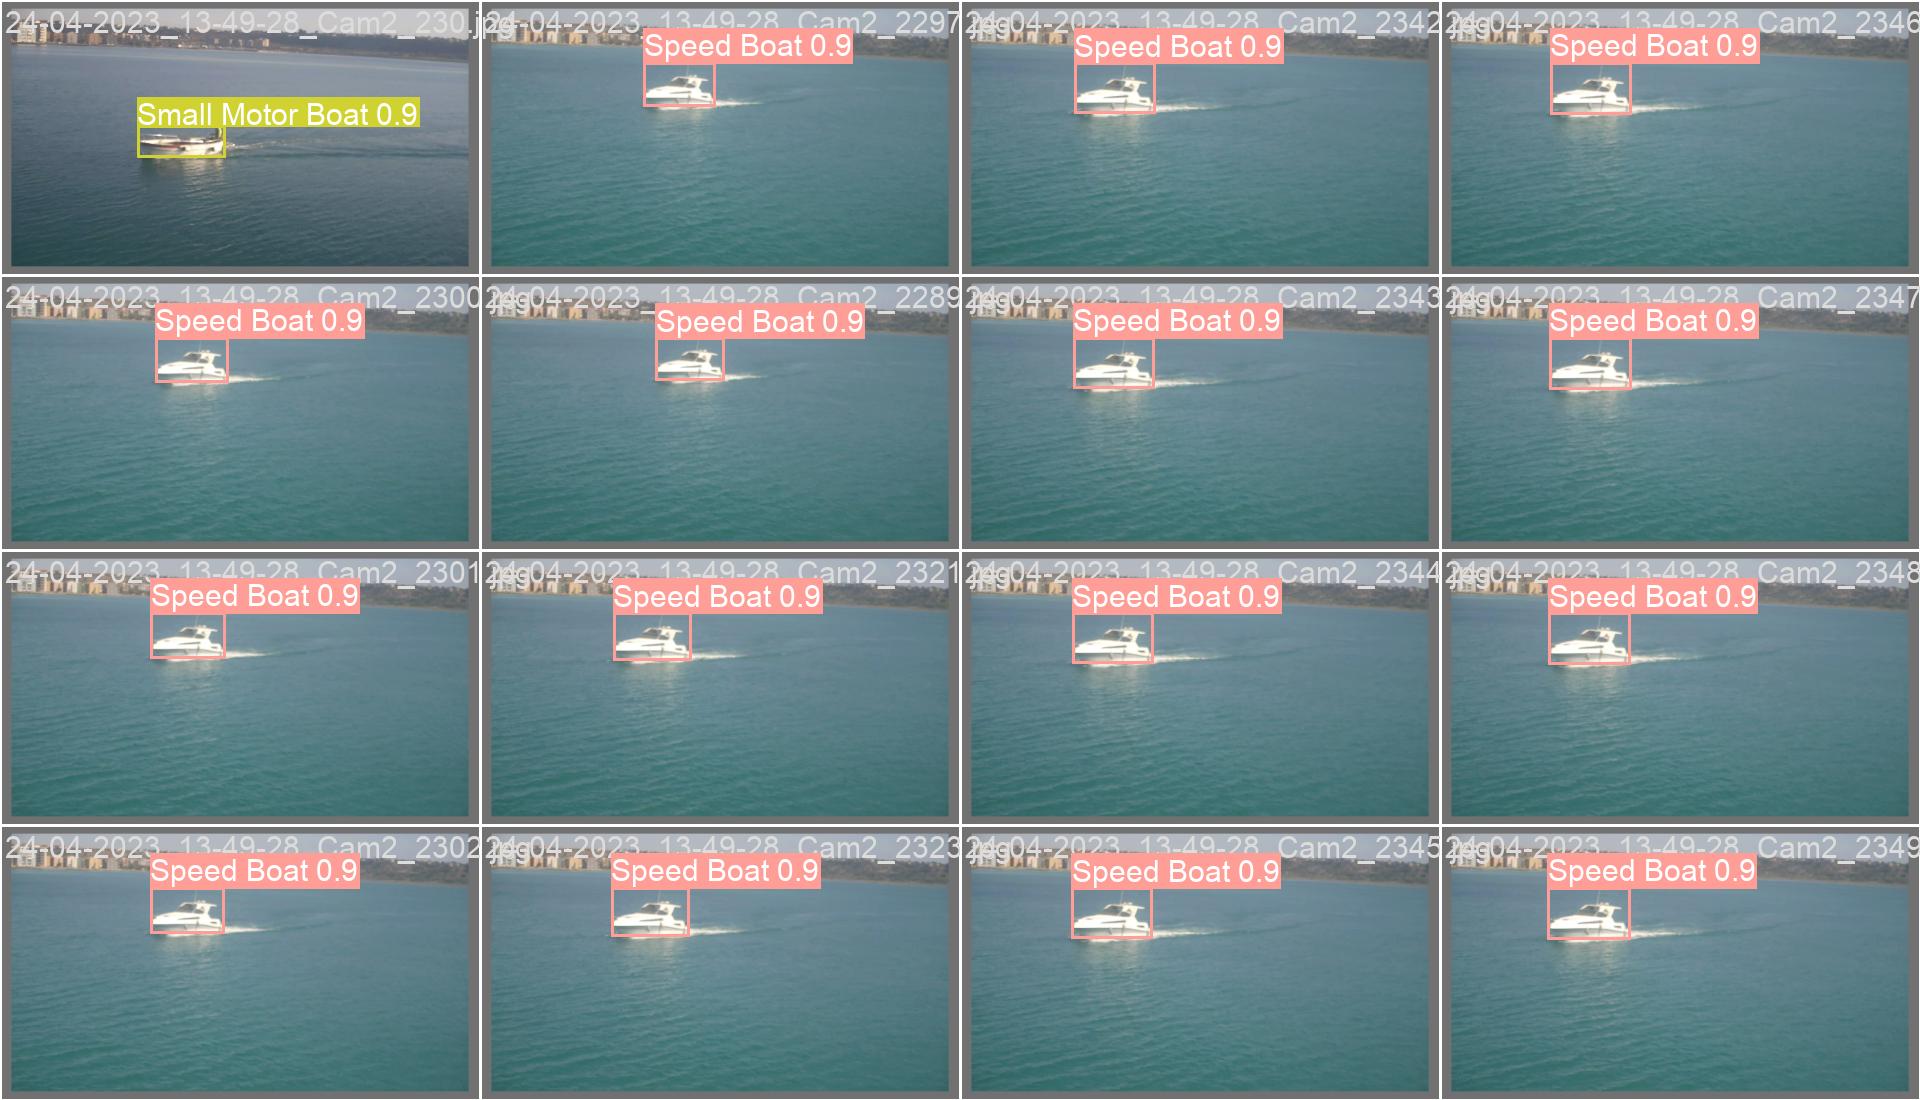 24-04-2023_13-49-28_Cam2_230.jpg
Small Motor Boat 0.9
24-04-2023_13-49-28_Cam2_2297.jpg
Speed Boat 0.9
24-04-2023_13-49-28_Cam2_2342.jpg
Speed Boat 0.9
24-04-2023_13-49-28_Cam2_2346
Speed Boat 0.9
24-04-2023_13-49-28_Cam2_2300.jpg
Speed Boat 0.9
24-04-2023_13-49-28_Cam2_2289.jpg
Speed Boat 0.9
24-04-2023_13-49-28_Cam2_2343.jpg
Speed Boat 0.9
24-04-2023_13-49-28_Cam2_2347
Speed Boat 0.9
24-04-2023_13-49-28_Cam2_2301.jpg
Speed Boat 0.9
24-04-2023_13-49-28_Cam2_2321.jpg
Speed Boat 0.9
24-04-2023_13-49-28_Cam2_2344.jpg
Speed Boat 0.9
24-04-2023_13-49-28_Cam2_2348
Speed Boat 0.9
24-04-2023_13-49-28_Cam2_2302.jpg
Speed Boat 0.9
24-04-2023_13-49-28_Cam2_2323.jpg
Speed Boat 0.9
24-04-2023_13-49-28_Cam2_2345.jpg
Speed Boat 0.9
24-04-2023_13-49-28_Cam2_2349
Speed Boat 0.9